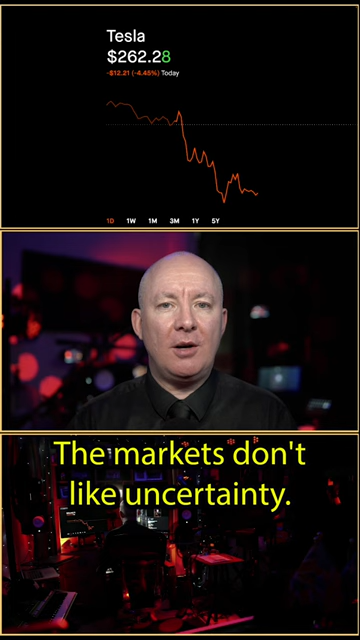 Tesla
$262.28
-$12.21 (-4.45%) Today
1D 1W 1M 3M 1Y 5Y
The markets don't
like uncertainty.